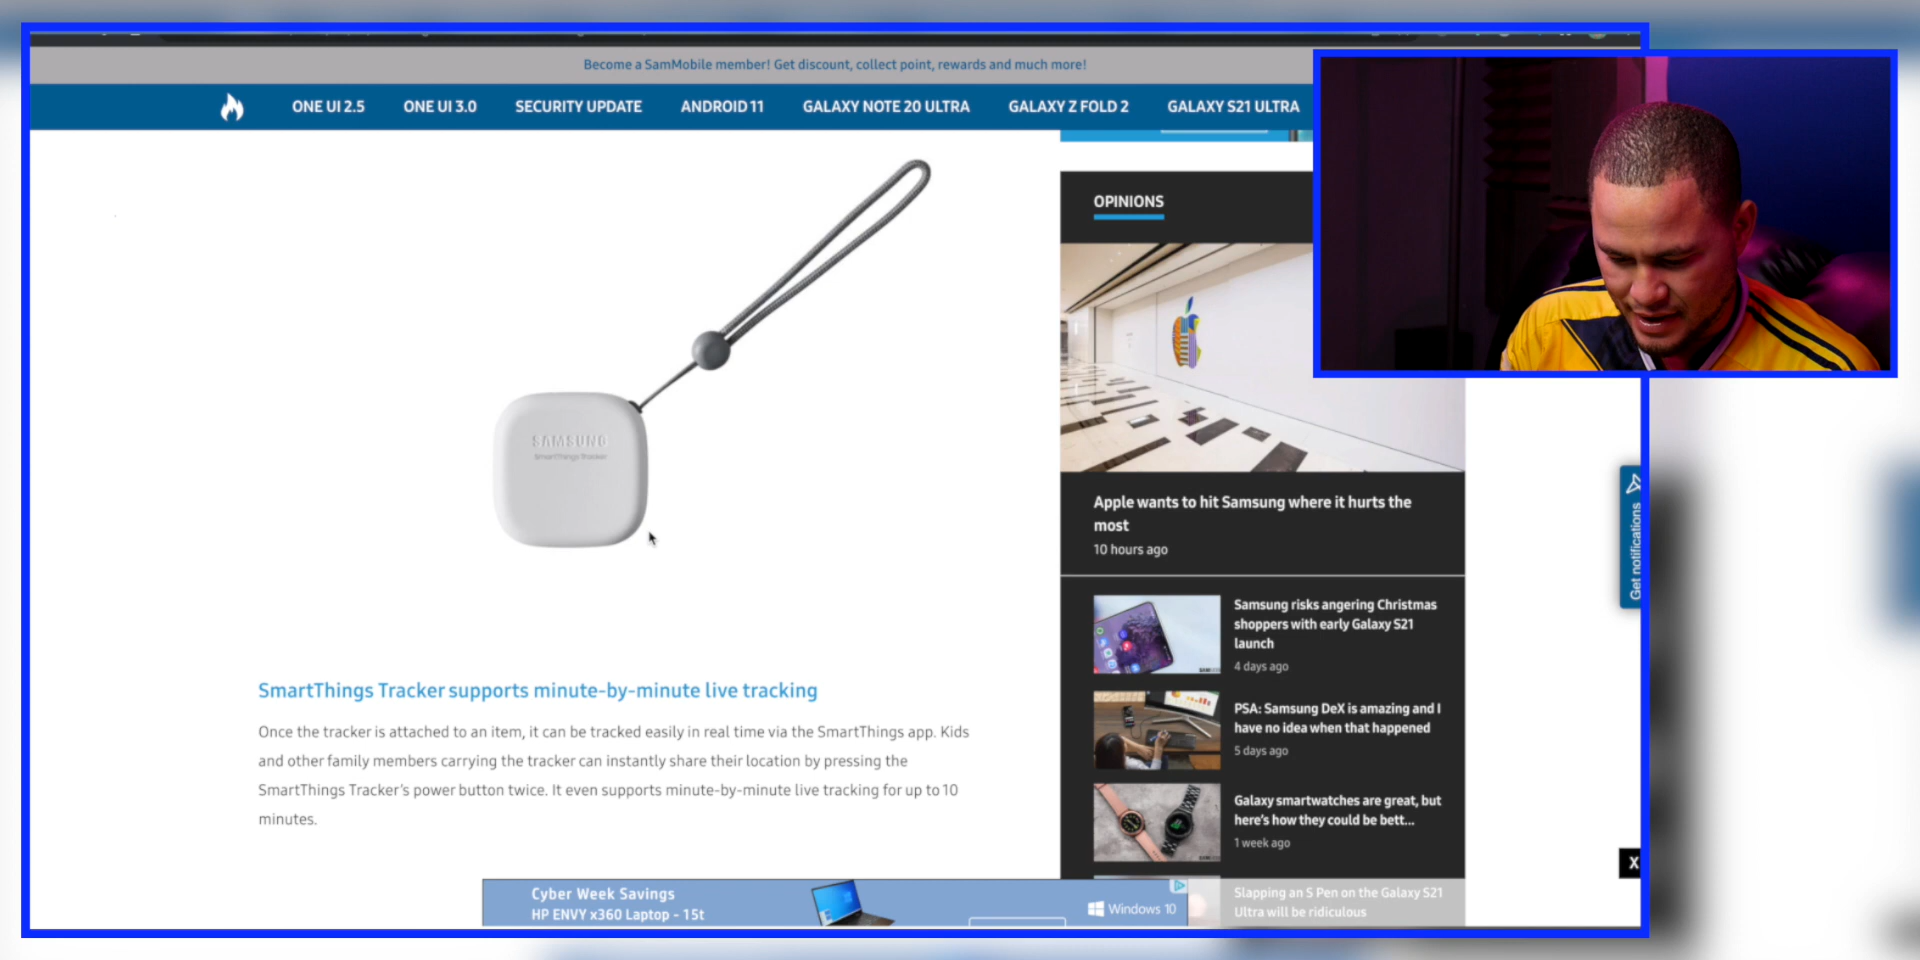 Become a SamMobile member! Get discount, collect point, rewards and much more!
ONE UI 2.5 ONE UI 3.0 SECURITY UPDATE ANDROID 11 GALAXY NOTE 20 ULTRA GALAXY Z FOLD 2 GALAXY S21 ULTRA
SAMSUNG
SmartThings Tracker
SmartThings Tracker supports minute-by-minute live tracking
Once the tracker is attached to an item, it can be tracked easily in real time via the SmartThings app. Kids
and other family members carrying the tracker can instantly share their location by pressing the
SmartThings Tracker's power button twice. It even supports minute-by-minute live tracking for up to 10
minutes.
OPINIONS
Apple wants to hit Samsung where it hurts the
most
10 hours ago
Samsung risks angering Christmas
shoppers with early Galaxy S21
launch
4 days ago
PSA: Samsung DeX is amazing and I
have no idea when that happened
5 days ago
Galaxy smartwatches are great, but
here's how they could be bett...
1 week ago
Slapping an S Pen on the Galaxy S21
Ultra will be ridiculous
Get notifications
X
Cyber Week Savings
HP ENVY x360 Laptop - 15t
Windows 10